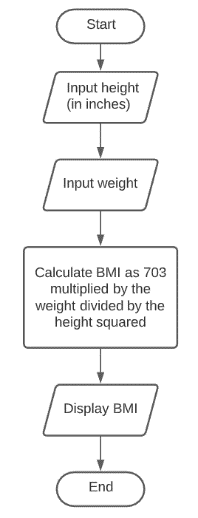 Start
Input height
(in inches)
Input weight
Calculate BMI as 703
multiplied by the
weight divided by the
height squared
Display BMI
End